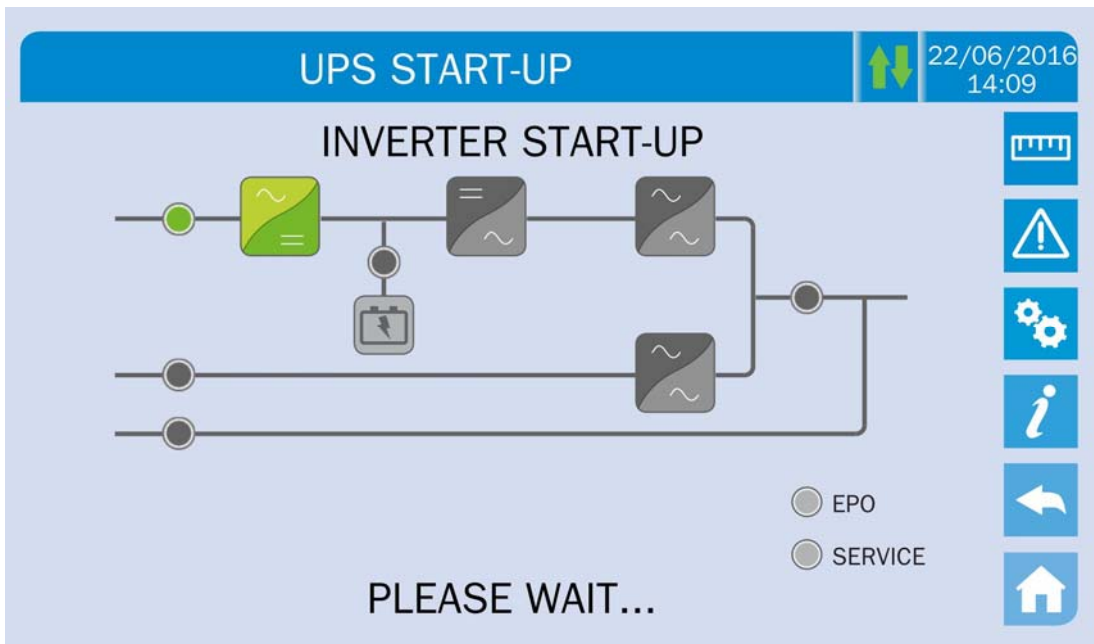 UPS START-UP
22/06/2016
14:09
INVERTER START-UP
EPO
SERVICE
PLEASE WAIT...